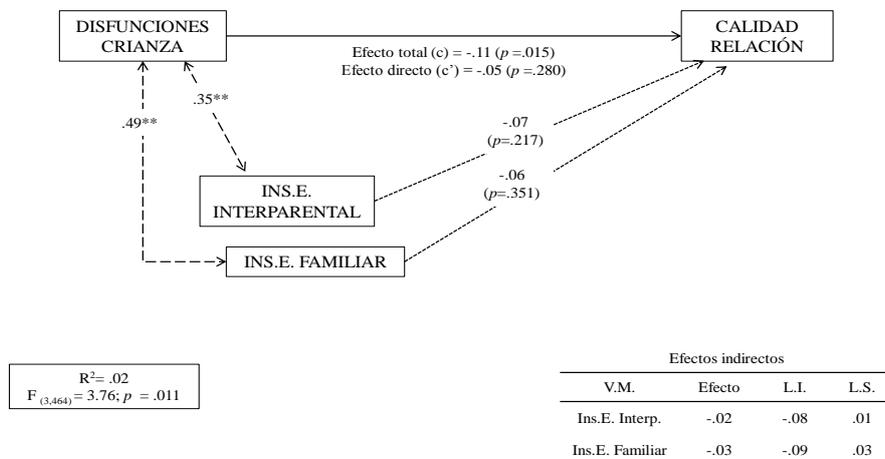 DISFUNCIONES
CRIANZA
CALIDAD
RELACIÓN
Efecto total (c) = -.11 (p =.015)
Efecto directo (c’) = -.05 (p =.280)
.35**
.49**
-.07
(p=.217)
-.06
(p=.351)
INS.E.
INTERPARENTAL
INS.E. FAMILIAR
R²= .02
F (3,464) = 3.76; p = .011
Efectos indirectos
V.M. Efecto L.I. L.S.
Ins.E. Interp. -.02 -.08 .01
Ins.E. Familiar -.03 -.09 .03